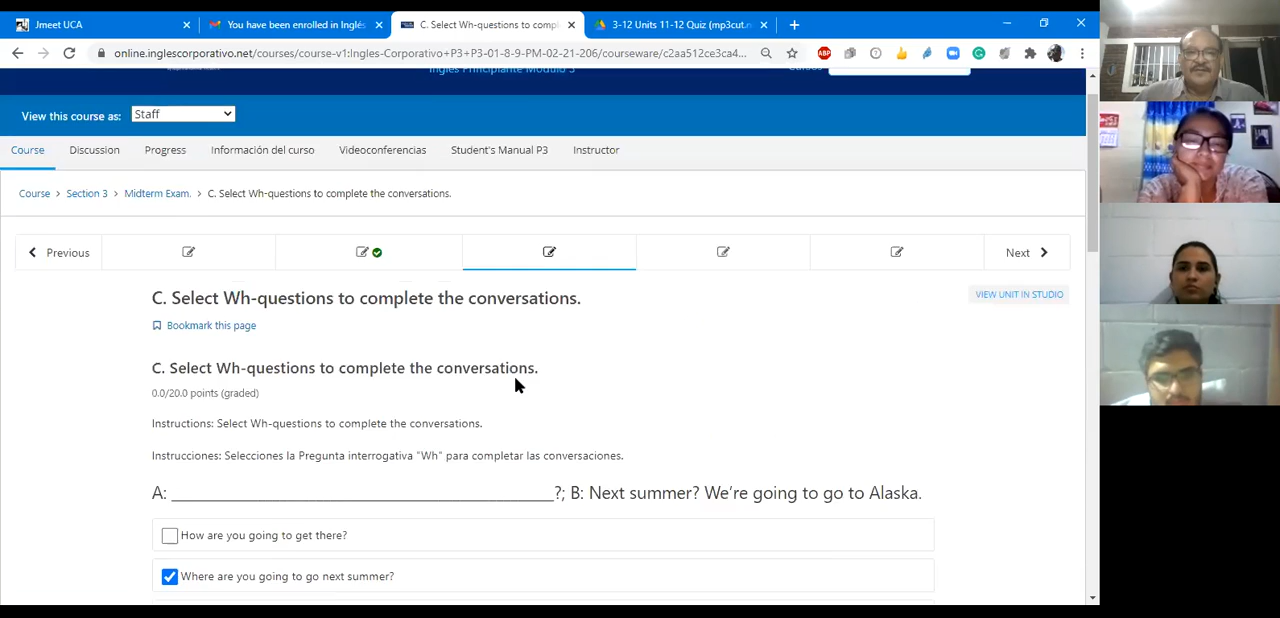 Jmeet UCA
You have been enrolled in Inglés
C. Select Wh-questions to comp
3-12 Units 11-12 Quiz (mp3cut.n
online.inglescorporativo.net/courses/course-v1:Ingles-Corporativo+P3+P3-01-8-9-PM-02-21-206/courseware/c2aa512ce3ca4...
Inglés Principiante Módulo 3
View this course as: Staff
Course Discussion Progress Información del curso Videoconferencias Student's Manual P3 Instructor
Course > Section 3 > Midterm Exam. > C. Select Wh-questions to complete the conversations.
Previous
Next
C. Select Wh-questions to complete the conversations.
VIEW UNIT IN STUDIO
Bookmark this page
C. Select Wh-questions to complete the conversations.
0.0/20.0 points (graded)
Instructions: Select Wh-questions to complete the conversations.
Instrucciones: Selecciones la Pregunta interrogativa "Wh" para completar las conversaciones.
A: ________________________________________?; B: Next summer? We're going to go to Alaska.
How are you going to get there?
Where are you going to go next summer?